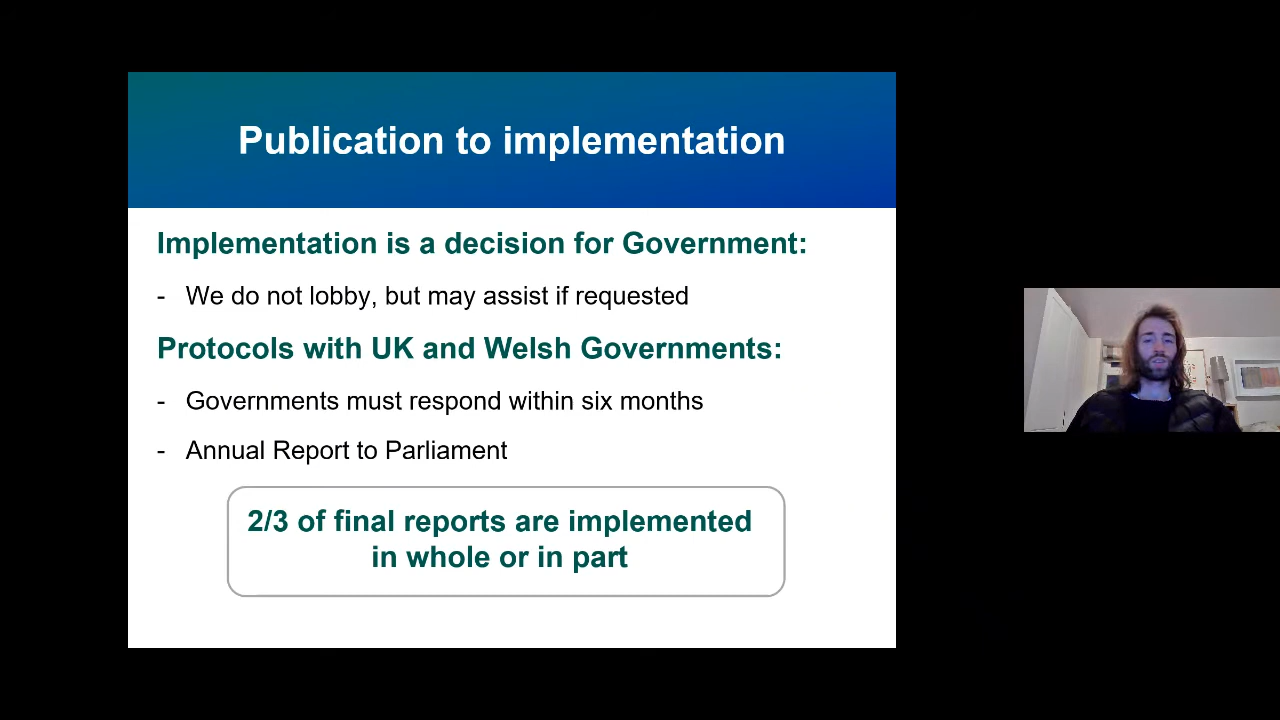 Publication to implementation
Implementation is a decision for Government:
- We do not lobby, but may assist if requested
Protocols with UK and Welsh Governments:
- Governments must respond within six months
- Annual Report to Parliament
2/3 of final reports are implemented
in whole or in part